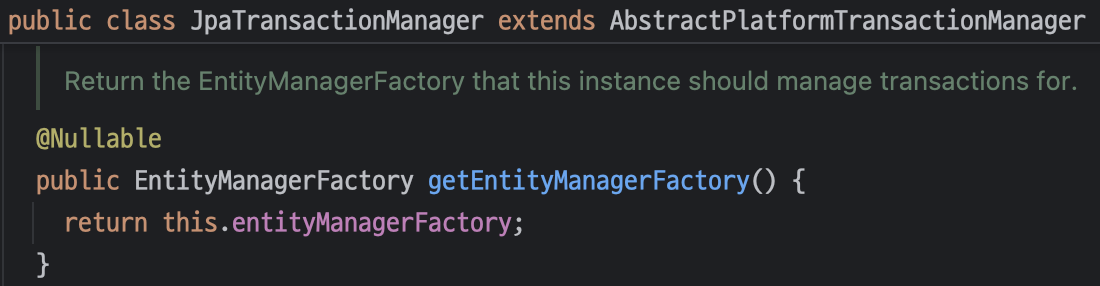 public class JpaTransactionManager extends AbstractPlatformTransactionManager
Return the EntityManagerFactory that this instance should manage transactions for.
@Nullable
public EntityManagerFactory getEntityManagerFactory() {
return this.entityManagerFactory;
}